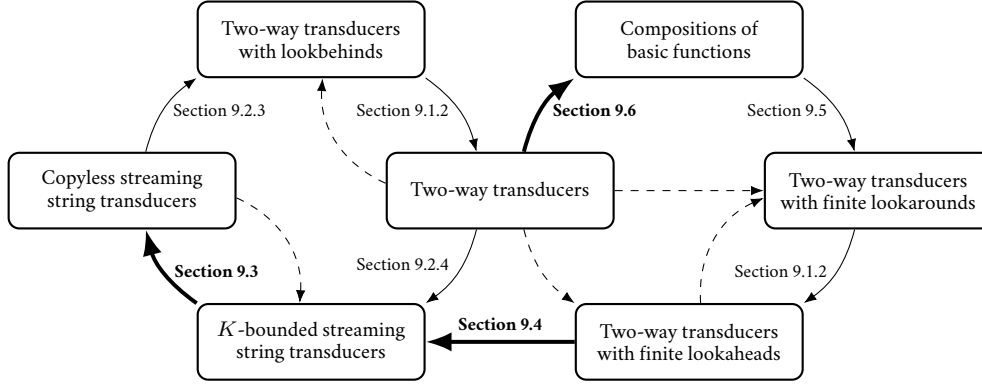 Two-way transducers
with lookbehinds
Compositions of
basic functions
Section 9.2.3
Section 9.1.2
Section 9.6
Section 9.5
Copyless streaming
string transducers
Two-way transducers
Two-way transducers
with finite lookarounds
Section 9.3
Section 9.2.4
Section 9.1.2
K-bounded streaming
string transducers
Section 9.4
Two-way transducers
with finite lookaheads